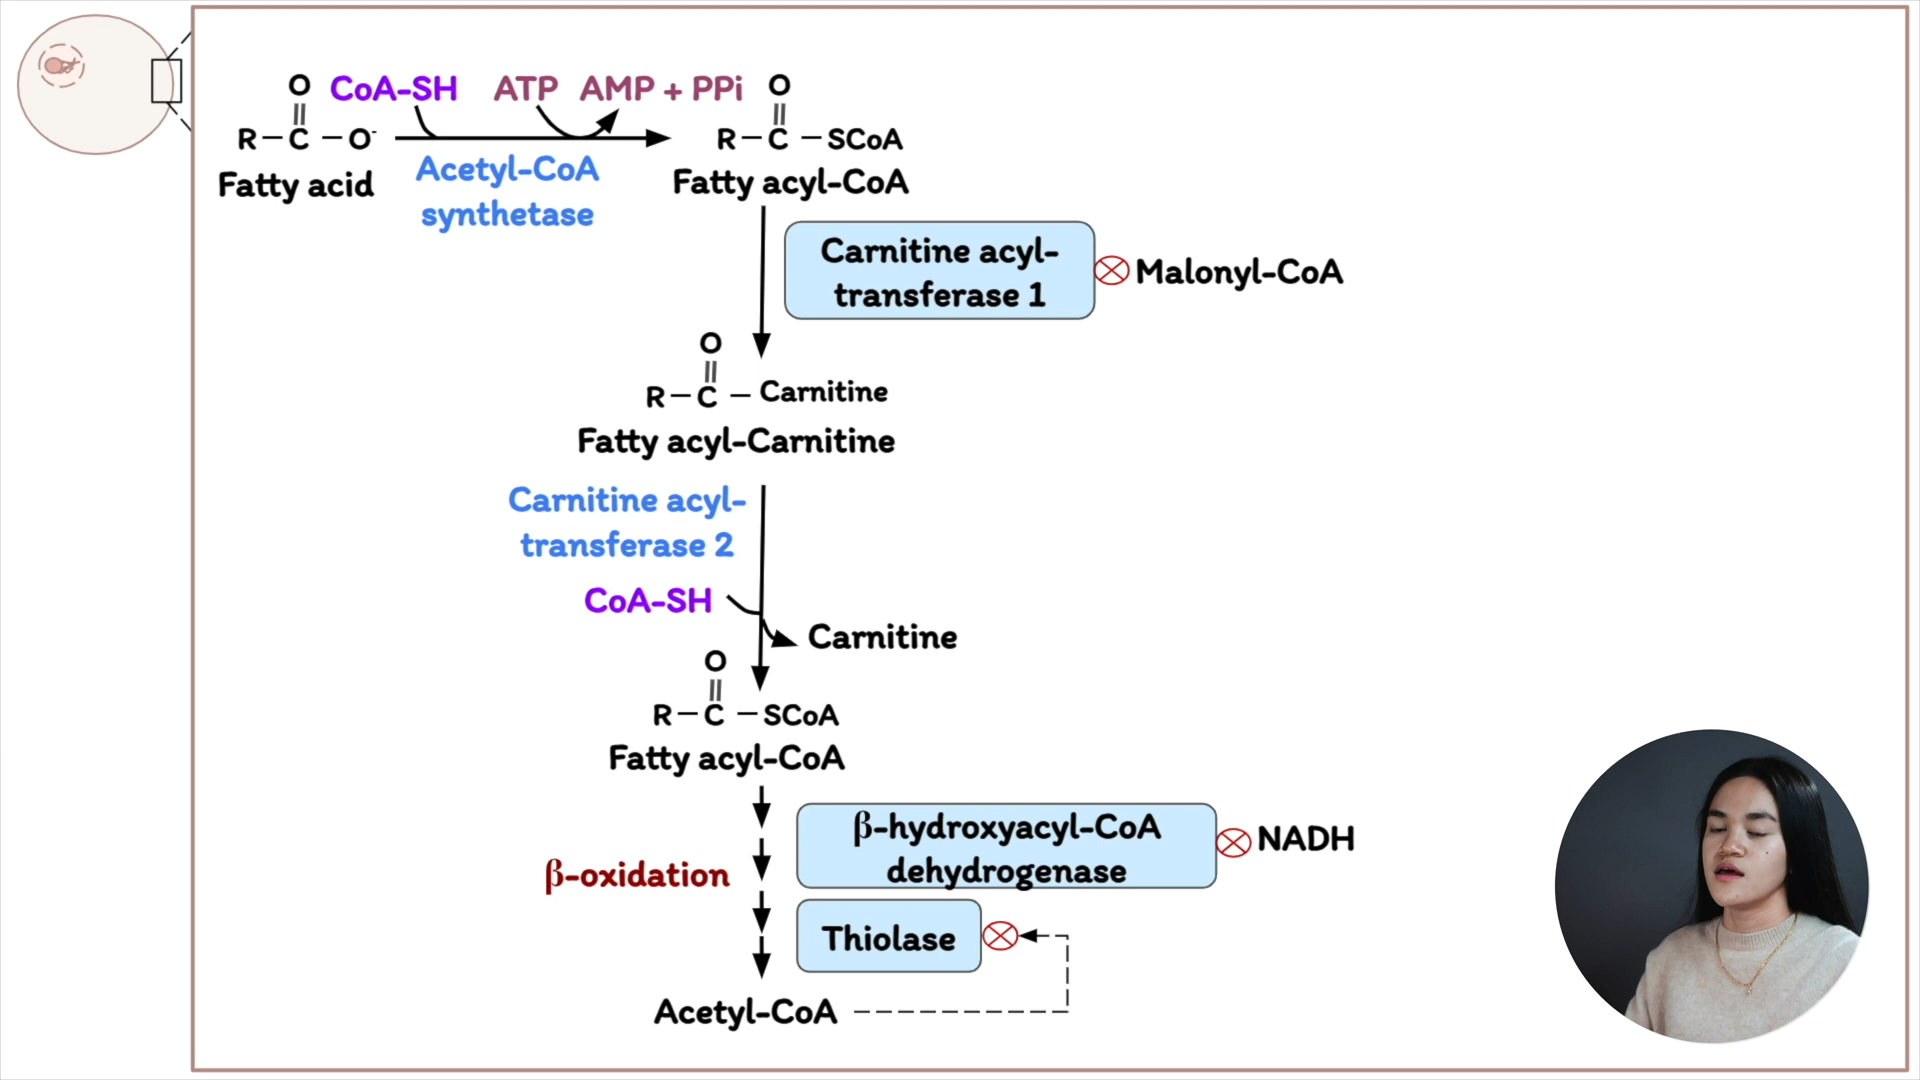 O CoA-SH ATP AMP + PPi O
R-C-O⁻ R-C-SCoA
Fatty acid Acetyl-CoA
synthetase Fatty acyl-CoA
Carnitine acyl-
transferase 1 Malonyl-CoA
O
R-C-Carnitine
Fatty acyl-Carnitine
Carnitine acyl-
transferase 2
CoA-SH
Carnitine
O
R-C-SCoA
Fatty acyl-CoA
β-hydroxyacyl-CoA
dehydrogenase NADH
β-oxidation
Thiolase
Acetyl-CoA